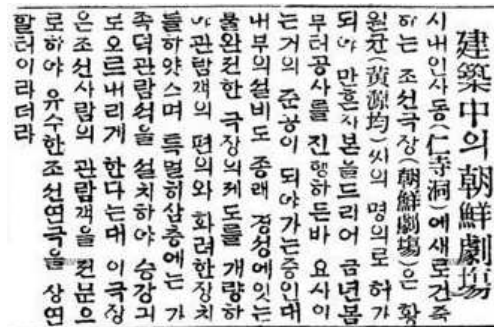 建築中의朝鮮劇場
시내인사동(仁寺洞)에새로건축
하는 조선극장(朝鮮劇場)은 황
원균(黃源均)씨의 명의로 허가
되야 만흔자본을드리어 금년봄
부터공사를 진행하든바 요사이
는거의 준공이 되야가는중인대
내부의설비도 종래 경성에잇는
불완전한 극장의제도를 개량하
야관람객의 편의와 화려한장치
를하얏스며 특별히삼층에는 가
족덕관람석을 설치하야 승강긔
로오르내리게 한다는대 이극장
은조선사람의 관람객을 전문으
로하야 유수한조선연극을 상연
할터이라더라